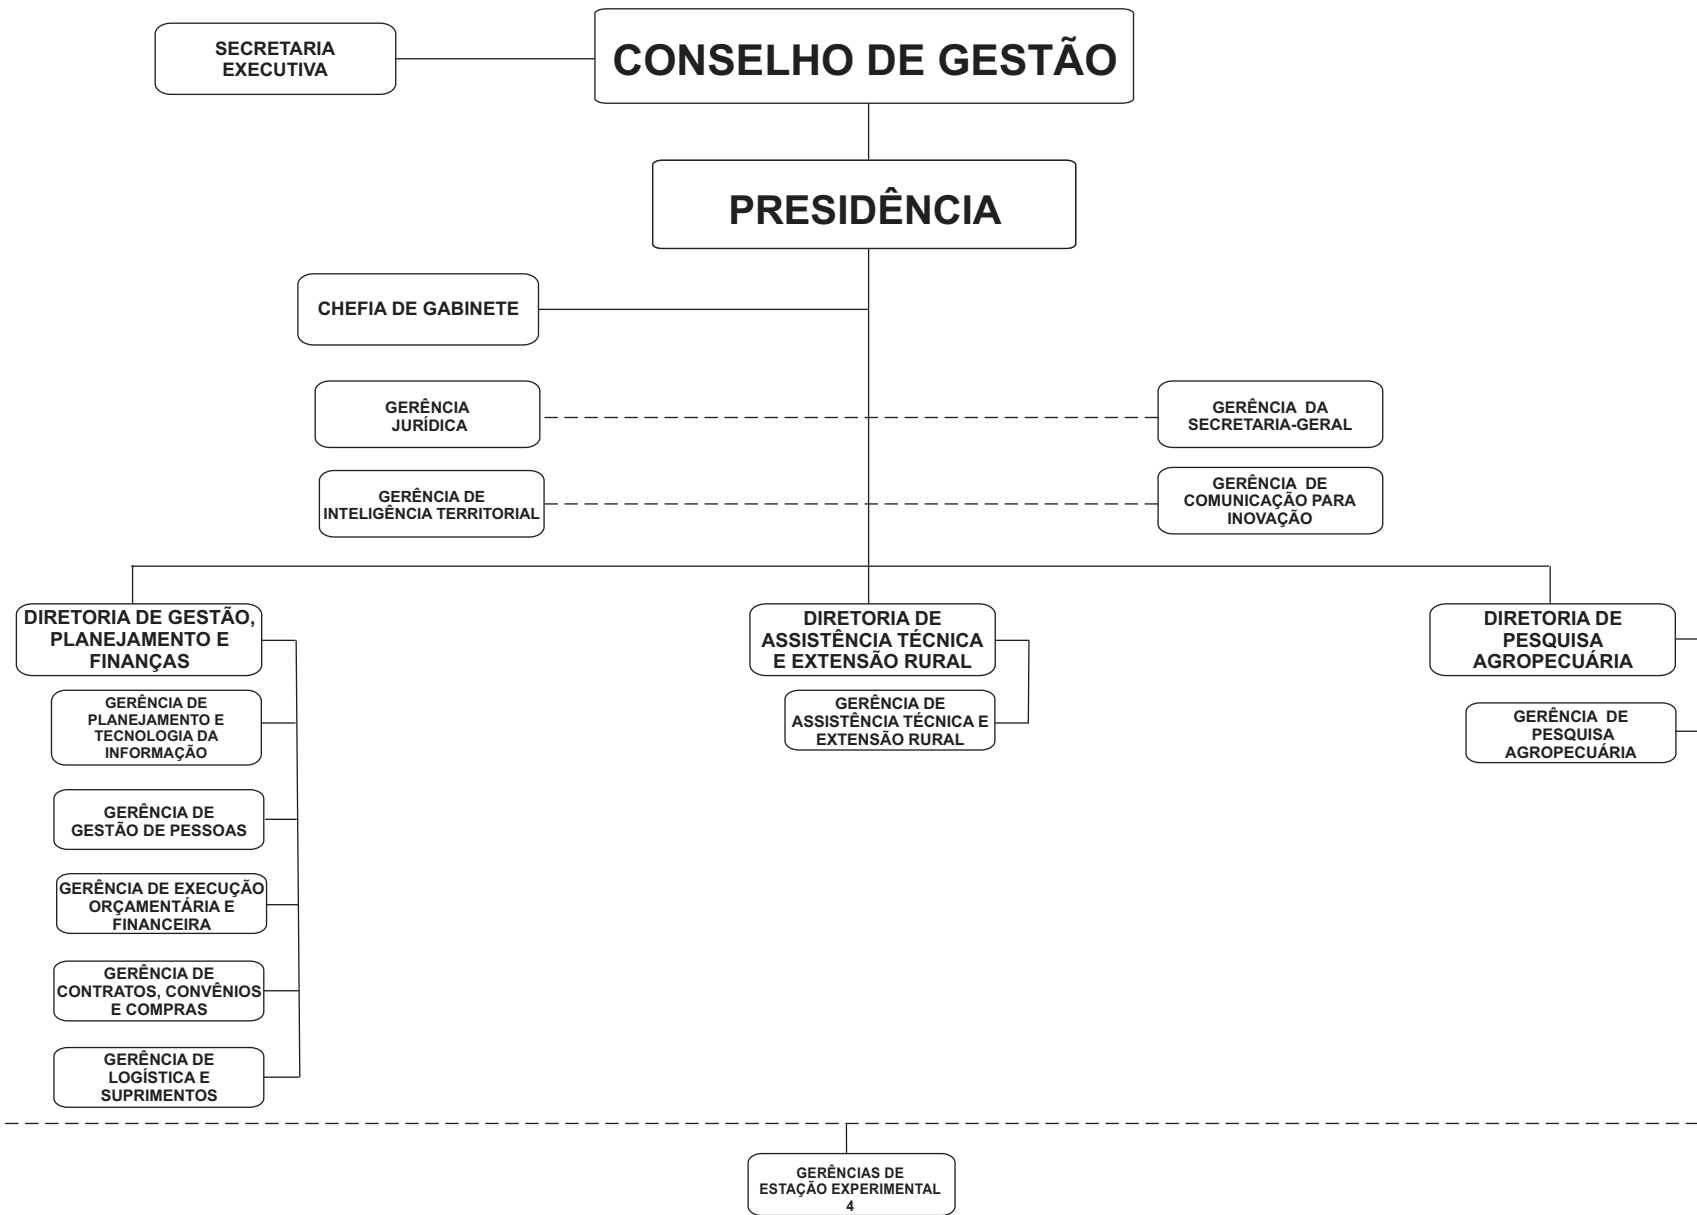 SECRETARIA
EXECUTIVA
CONSELHO DE GESTÃO
PRESIDÊNCIA
CHEFIA DE GABINETE
GERÊNCIA
JURÍDICA
GERÊNCIA DA
SECRETARIA-GERAL
GERÊNCIA DE
INTELIGÊNCIA TERRITORIAL
GERÊNCIA DE
COMUNICAÇÃO PARA
INOVAÇÃO
DIRETORIA DE GESTÃO,
PLANEJAMENTO E
FINANÇAS
DIRETORIA DE
ASSISTÊNCIA TÉCNICA
E EXTENSÃO RURAL
DIRETORIA DE
PESQUISA
AGROPECUÁRIA
GERÊNCIA DE
PLANEJAMENTO E
TECNOLOGIA DA
INFORMAÇÃO
GERÊNCIA DE
ASSISTÊNCIA TÉCNICA E
EXTENSÃO RURAL
GERÊNCIA DE
PESQUISA
AGROPECUÁRIA
GERÊNCIA DE
GESTÃO DE PESSOAS
GERÊNCIA DE EXECUÇÃO
ORÇAMENTÁRIA E
FINANCEIRA
GERÊNCIA DE
CONTRATOS, CONVÊNIOS
E COMPRAS
GERÊNCIA DE
LOGÍSTICA E
SUPRIMENTOS
GERÊNCIAS DE
ESTAÇÃO EXPERIMENTAL
4